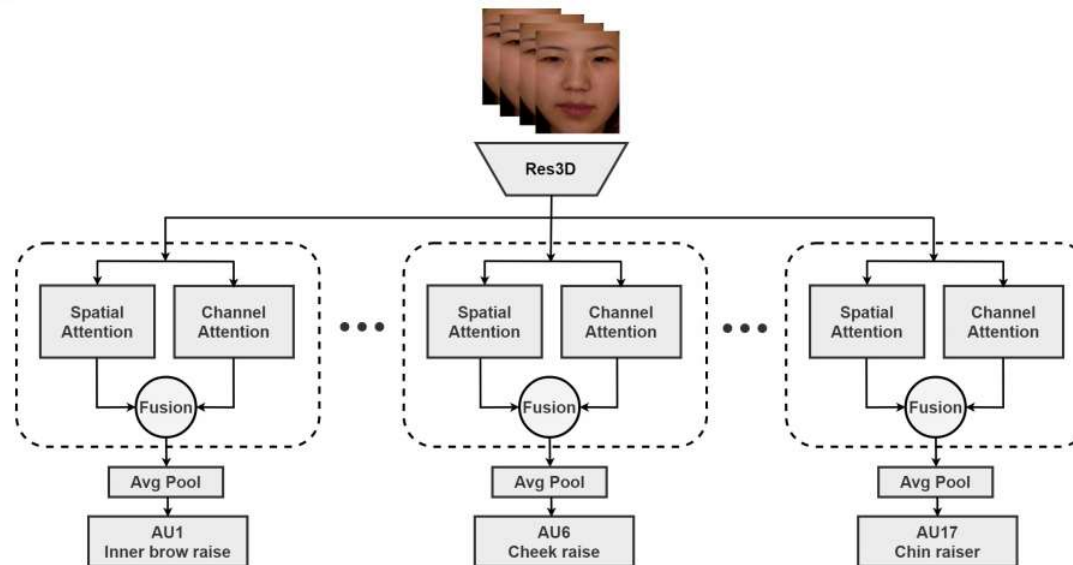 Res3D
Spatial
Attention
Channel
Attention
Spatial
Attention
Channel
Attention
Spatial
Attention
Channel
Attention
Fusion
Fusion
Fusion
Avg Pool
Avg Pool
Avg Pool
AU1
Inner brow raise
AU6
Cheek raise
AU17
Chin raiser